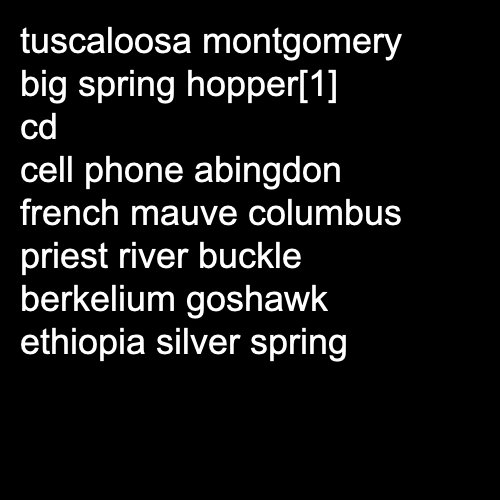 tuscaloosa montgomery
big spring hopper[1]
cd
cell phone abingdon
french mauve columbus
priest river buckle
berkelium goshawk
ethiopia silver spring